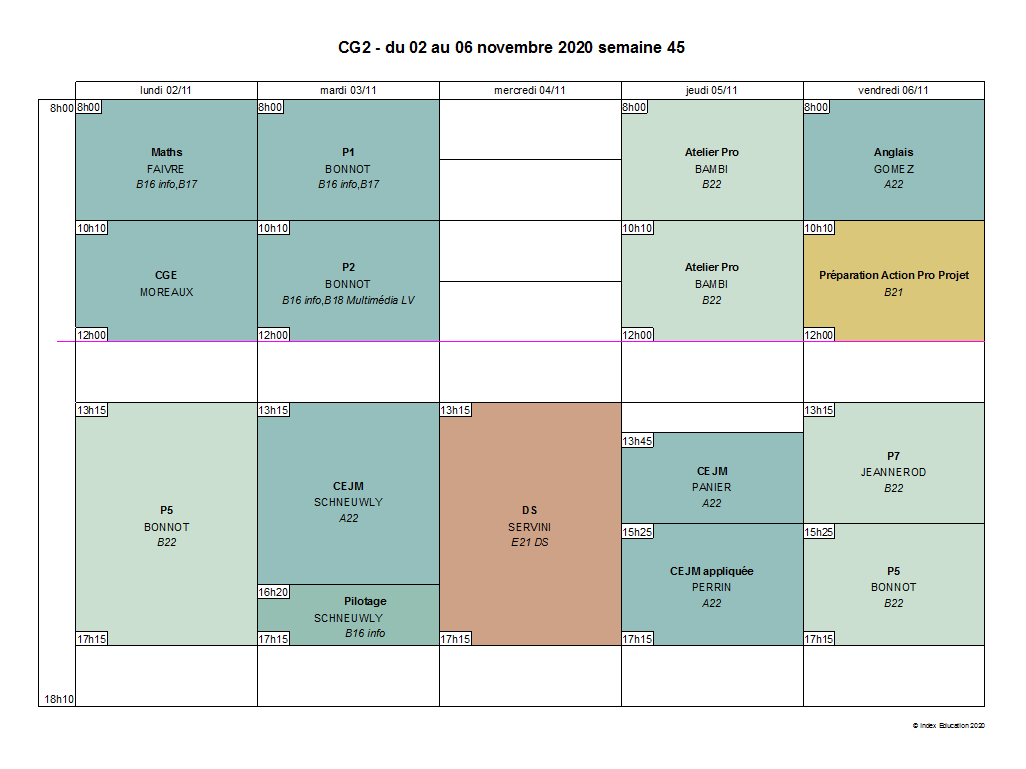 CG2 - du 02 au 06 novembre 2020 semaine 45
lundi 02/11
mardi 03/11
mercredi 04/11
jeudi 05/11
vendredi 06/11
8h00
8h00
Maths
FAIVRE
B16 info,B17
10h10
CGE
MOREAUX
12h00
13h15
P5
BONNOT
B22
17h15
8h00
P1
BONNOT
B16 info,B17
10h10
P2
BONNOT
B16 info,B18 Multimédia LV
12h00
13h15
CEJM
SCHNEUWLY
A22
16h20
Pilotage
SCHNEUWLY
B16 info
17h15
13h15
DS
SERVINI
E21 DS
17h15
8h00
Atelier Pro
BAMBI
B22
10h10
Atelier Pro
BAMBI
B22
12h00
13h45
CEJM
PANIER
A22
15h25
CEJM appliquée
PERRIN
A22
17h15
8h00
Anglais
GOMEZ
A22
10h10
Préparation Action Pro Projet
B21
12h00
13h15
P7
JEANNEROD
B22
15h25
P5
BONNOT
B22
17h15
18h10
© Index Education 2020